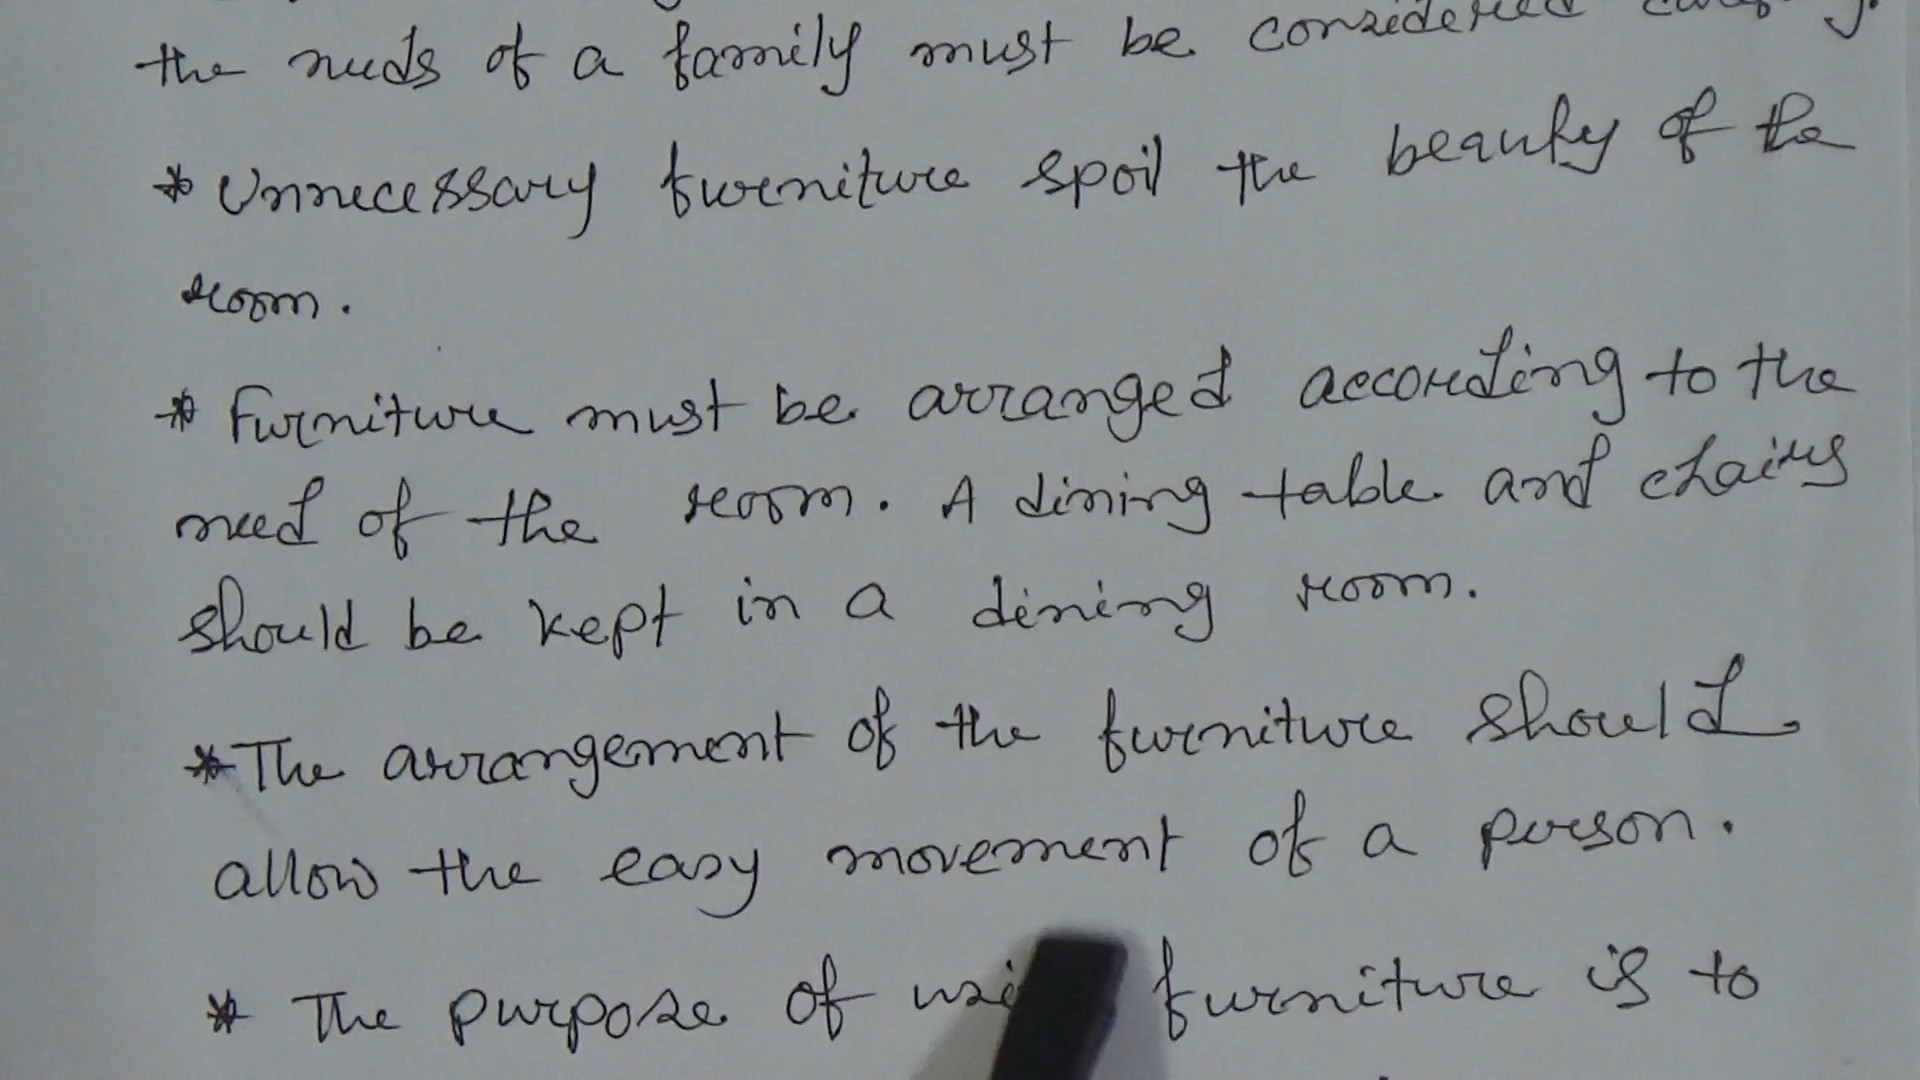 the needs of a family must be considered
* Unnecessary furniture spoil the beauty of the
room.
* Furniture must be arranged according to the
need of the room. A dining table and chairs
should be kept in a dining room.
* The arrangement of the furniture should
allow the easy movement of a person.
* The purpose of furniture is to